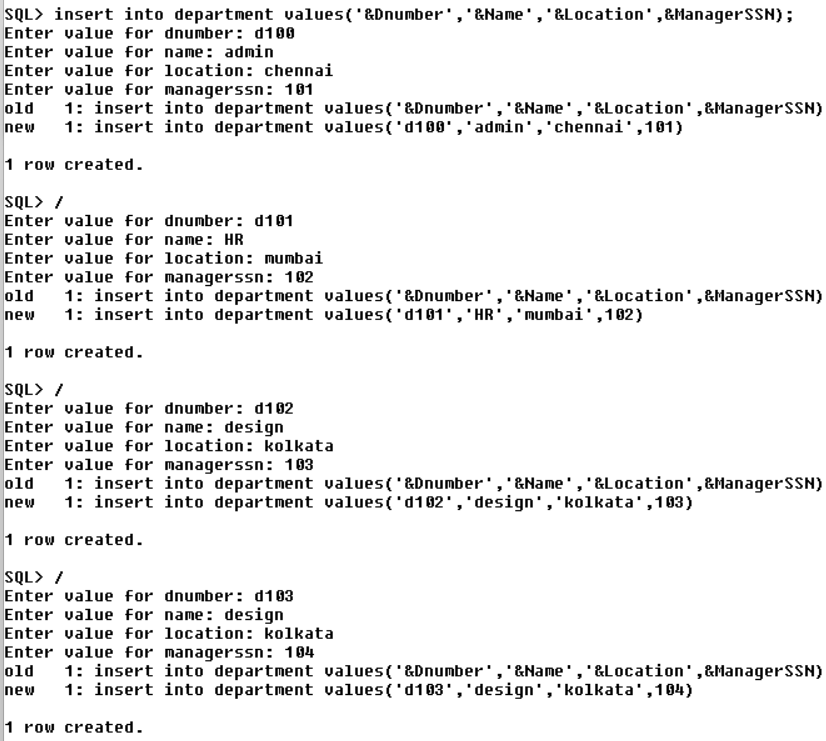 SQL> insert into department values('&Dnumber','&Name','&Location',&ManagerSSN);
Enter value for dnumber: d100
Enter value for name: admin
Enter value for location: chennai
Enter value for managerssn: 101
old   1: insert into department values('&Dnumber','&Name','&Location',&ManagerSSN)
new   1: insert into department values('d100','admin','chennai',101)
1 row created.
SQL> /
Enter value for dnumber: d101
Enter value for name: HR
Enter value for location: mumbai
Enter value for managerssn: 102
old   1: insert into department values('&Dnumber','&Name','&Location',&ManagerSSN)
new   1: insert into department values('d101','HR','mumbai',102)
1 row created.
SQL> /
Enter value for dnumber: d102
Enter value for name: design
Enter value for location: kolkata
Enter value for managerssn: 103
old   1: insert into department values('&Dnumber','&Name','&Location',&ManagerSSN)
new   1: insert into department values('d102','design','kolkata',103)
1 row created.
SQL> /
Enter value for dnumber: d103
Enter value for name: design
Enter value for location: kolkata
Enter value for managerssn: 104
old   1: insert into department values('&Dnumber','&Name','&Location',&ManagerSSN)
new   1: insert into department values('d103','design','kolkata',104)
1 row created.